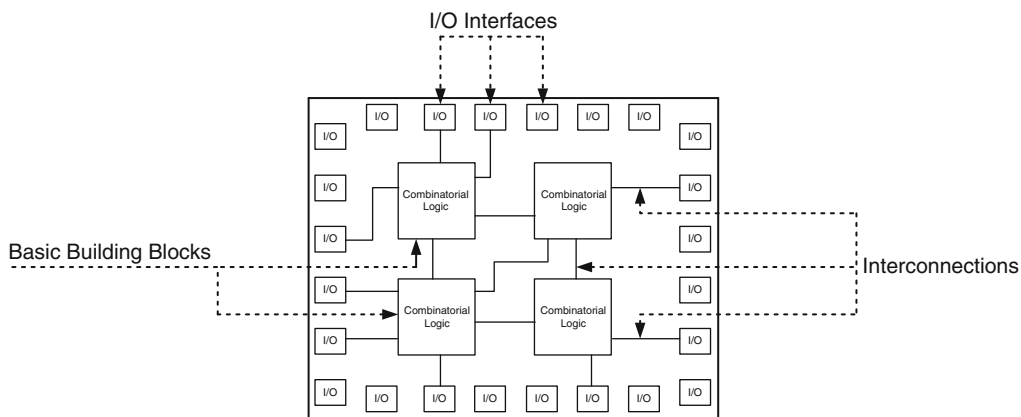 I/O Interfaces
I/O I/O I/O I/O I/O I/O
I/O I/O
I/O Combinatorial Combinatorial I/O
Logic Logic
I/O I/O
Basic Building Blocks
Interconnections
I/O I/O
Combinatorial Combinatorial
Logic Logic
I/O I/O
I/O I/O
I/O I/O I/O I/O I/O I/O